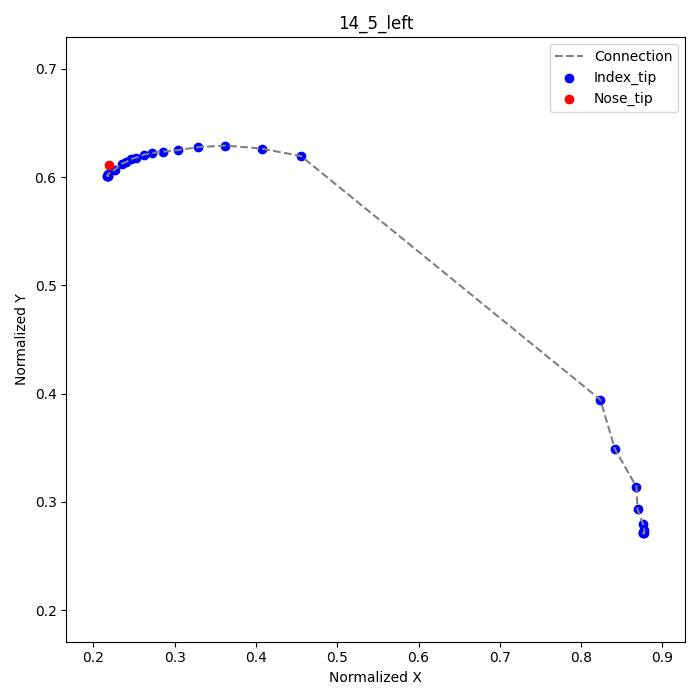 14_5_left
Connection
Index_tip
Nose_tip
0.7
0.6
0.5
0.4
0.3
0.2
Normalized Y
0.2 0.3 0.4 0.5 0.6 0.7 0.8 0.9
Normalized X